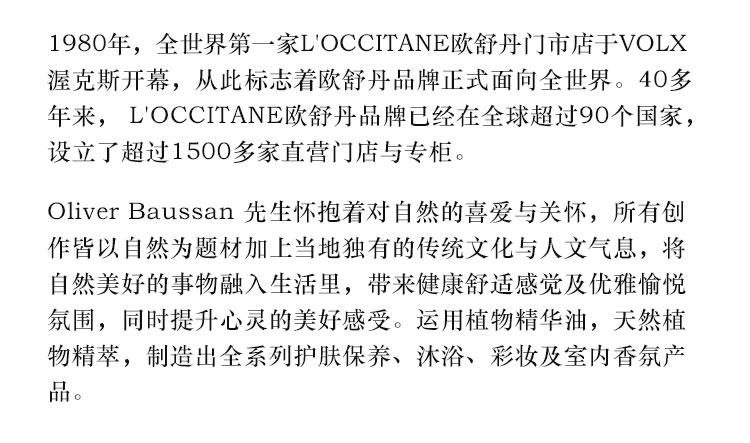 1980年，全世界第一家L'OCCITANE欧舒丹门市店于VOLX
渥克斯开幕，从此标志着欧舒丹品牌正式面向全世界。40多
年来， L'OCCITANE欧舒丹品牌已经在全球超过90个国家，
设立了超过1500多家直营门店与专柜。
Oliver Baussan 先生怀抱着对自然的喜爱与关怀，所有创
作皆以自然为题材加上当地独有的传统文化与人文气息，将
自然美好的事物融入生活里，带来健康舒适感觉及优雅愉悦
氛围，同时提升心灵的美好感受。运用植物精华油，天然植
物精萃，制造出全系列护肤保养、沐浴、彩妆及室内香氛产
品。